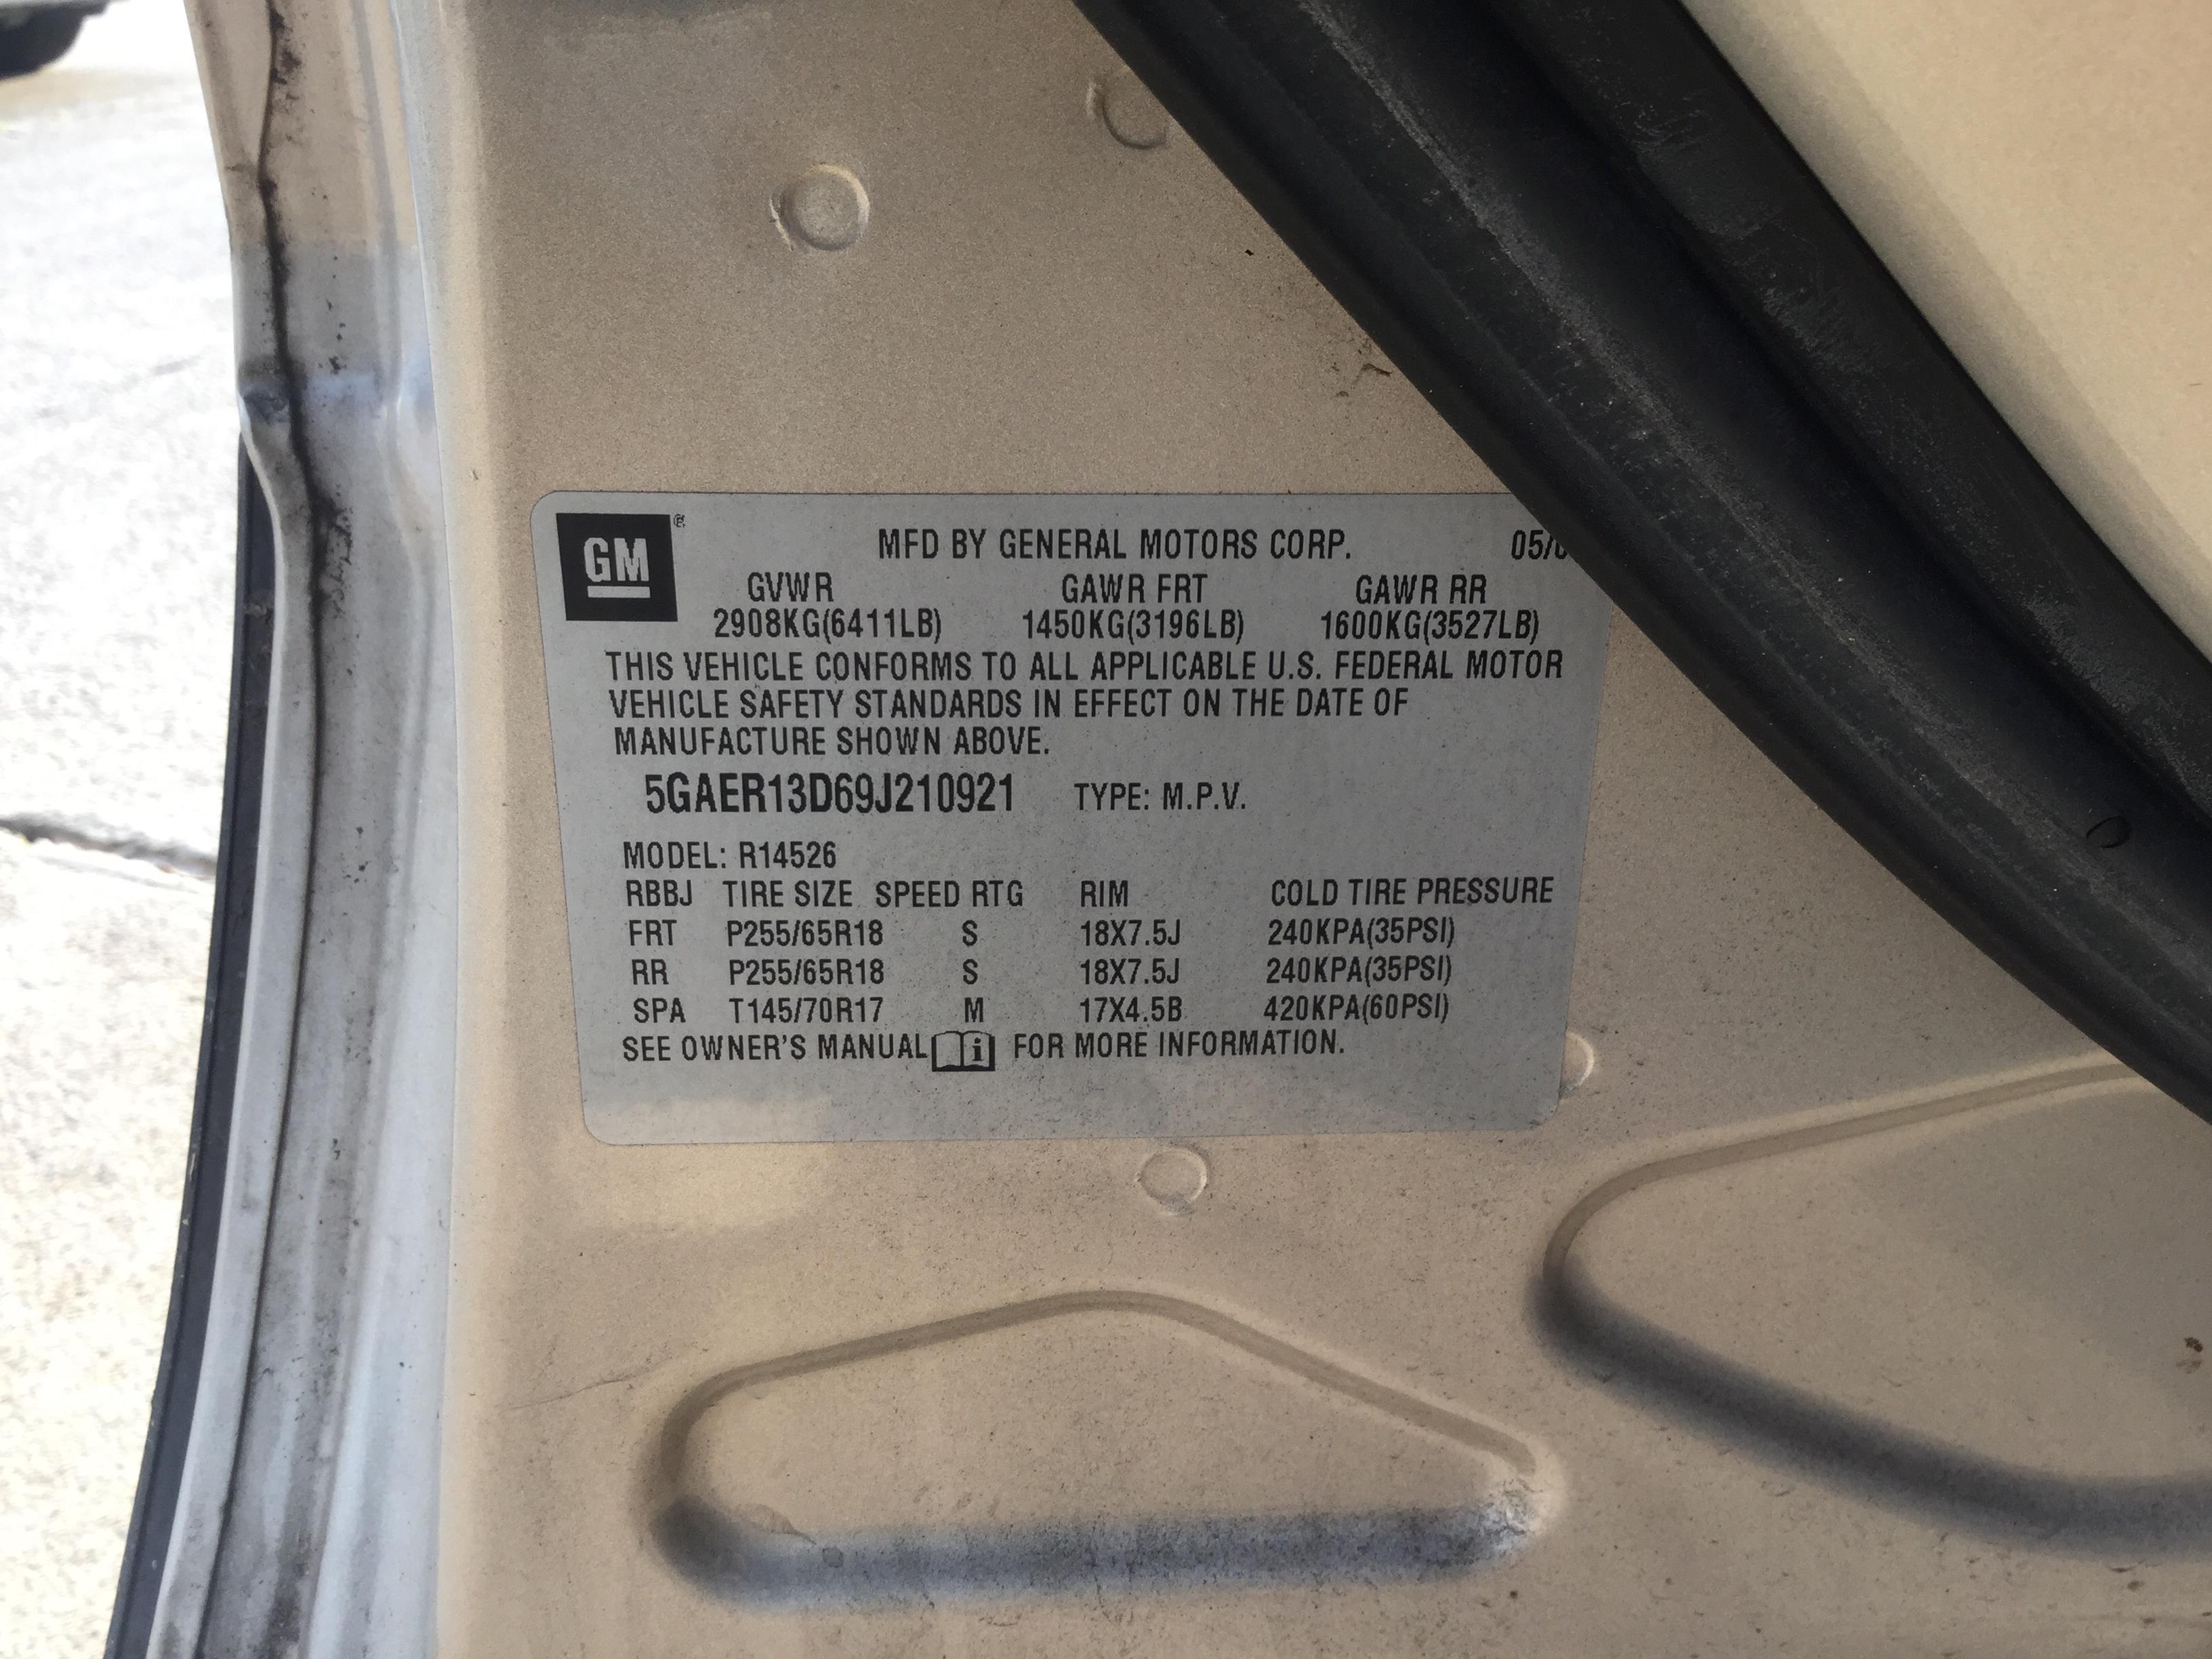 GM ® MFD BY GENERAL MOTORS CORP. 05/0
GVWR GAWR FRT GAWR RR
2908KG(6411LB) 1450KG(3196LB) 1600KG(3527LB)
THIS VEHICLE CONFORMS TO ALL APPLICABLE U.S. FEDERAL MOTOR
VEHICLE SAFETY STANDARDS IN EFFECT ON THE DATE OF
MANUFACTURE SHOWN ABOVE.
5GAER13D69J210921 TYPE: M.P.V.
MODEL: R14526
RBBJ TIRE SIZE SPEED RTG RIM COLD TIRE PRESSURE
FRT P255/65R18 S 18X7.5J 240KPA(35PSI)
RR P255/65R18 S 18X7.5J 240KPA(35PSI)
SPA T145/70R17 M 17X4.5B 420KPA(60PSI)
SEE OWNER'S MANUAL i FOR MORE INFORMATION.